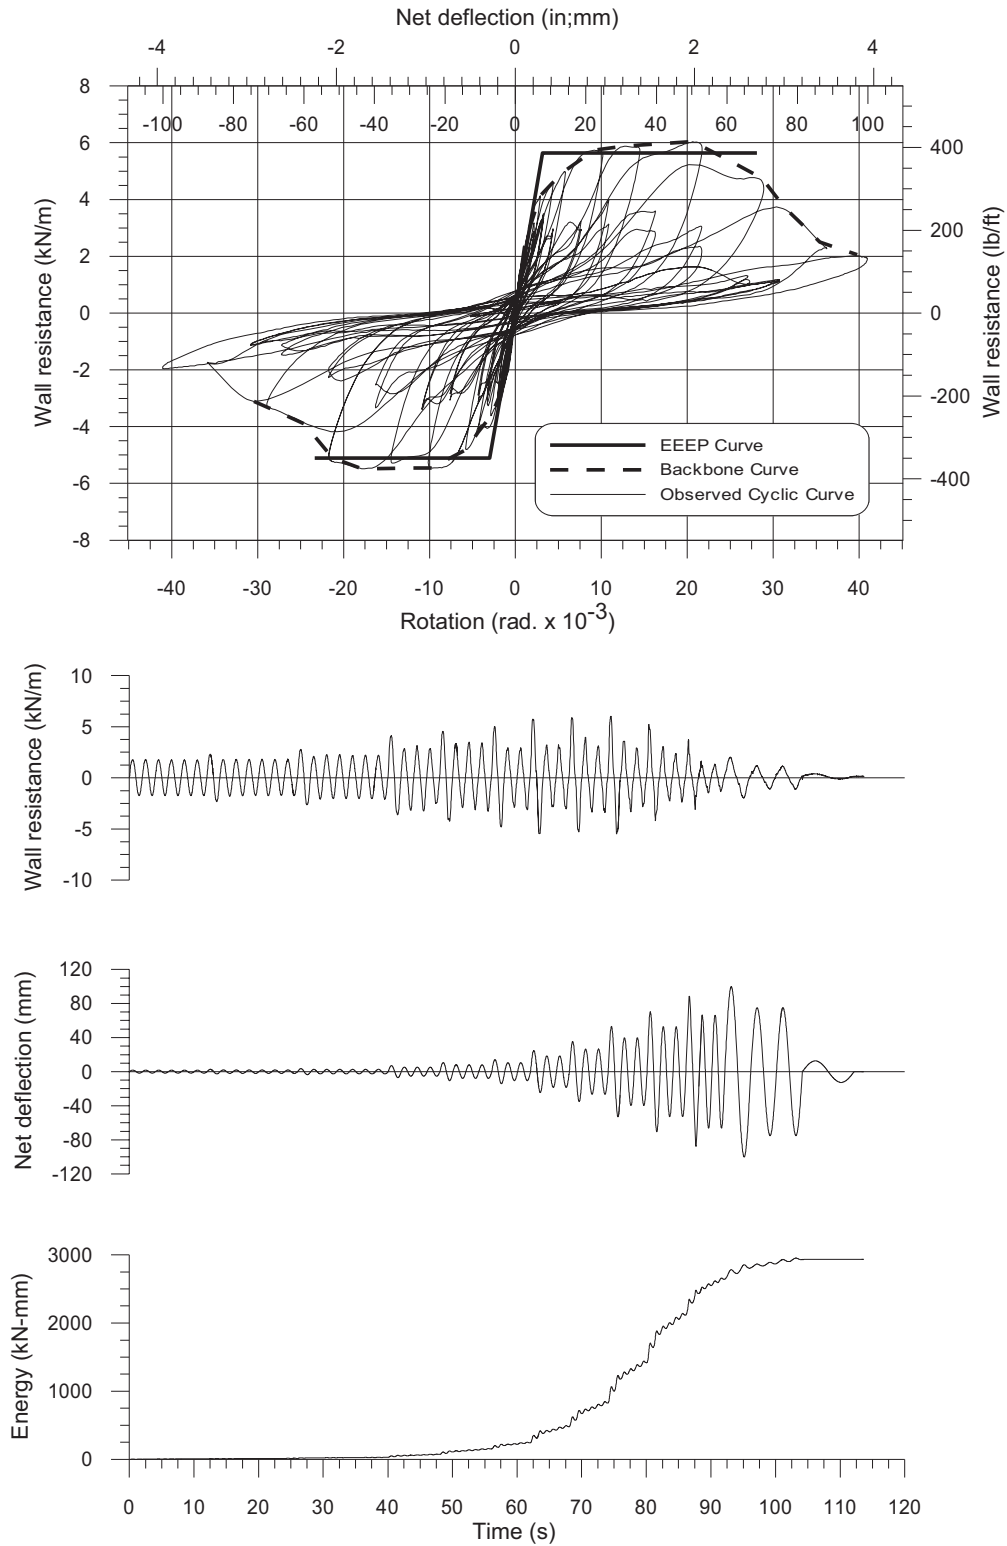 Net deflection (in;mm)
-4 -2 0 2 4
-100 -80 -60 -40 -20 0 20 40 60 80 100
8
6
4
2
0
-2
-4
-6
-8
Wall resistance (kN/m)
400
200
0
-200
-400
Wall resistance (lb/ft)
EEEP Curve
Backbone Curve
Observed Cyclic Curve
-40 -30 -20 -10 0 10 20 30 40
Rotation (rad. x 10-3)
10
5
0
-5
-10
Wall resistance (kN/m)
120
80
40
0
-40
-80
-120
Net deflection (mm)
3000
2000
1000
0
Energy (kN-mm)
0 10 20 30 40 50 60 70 80 90 100 110 120
Time (s)